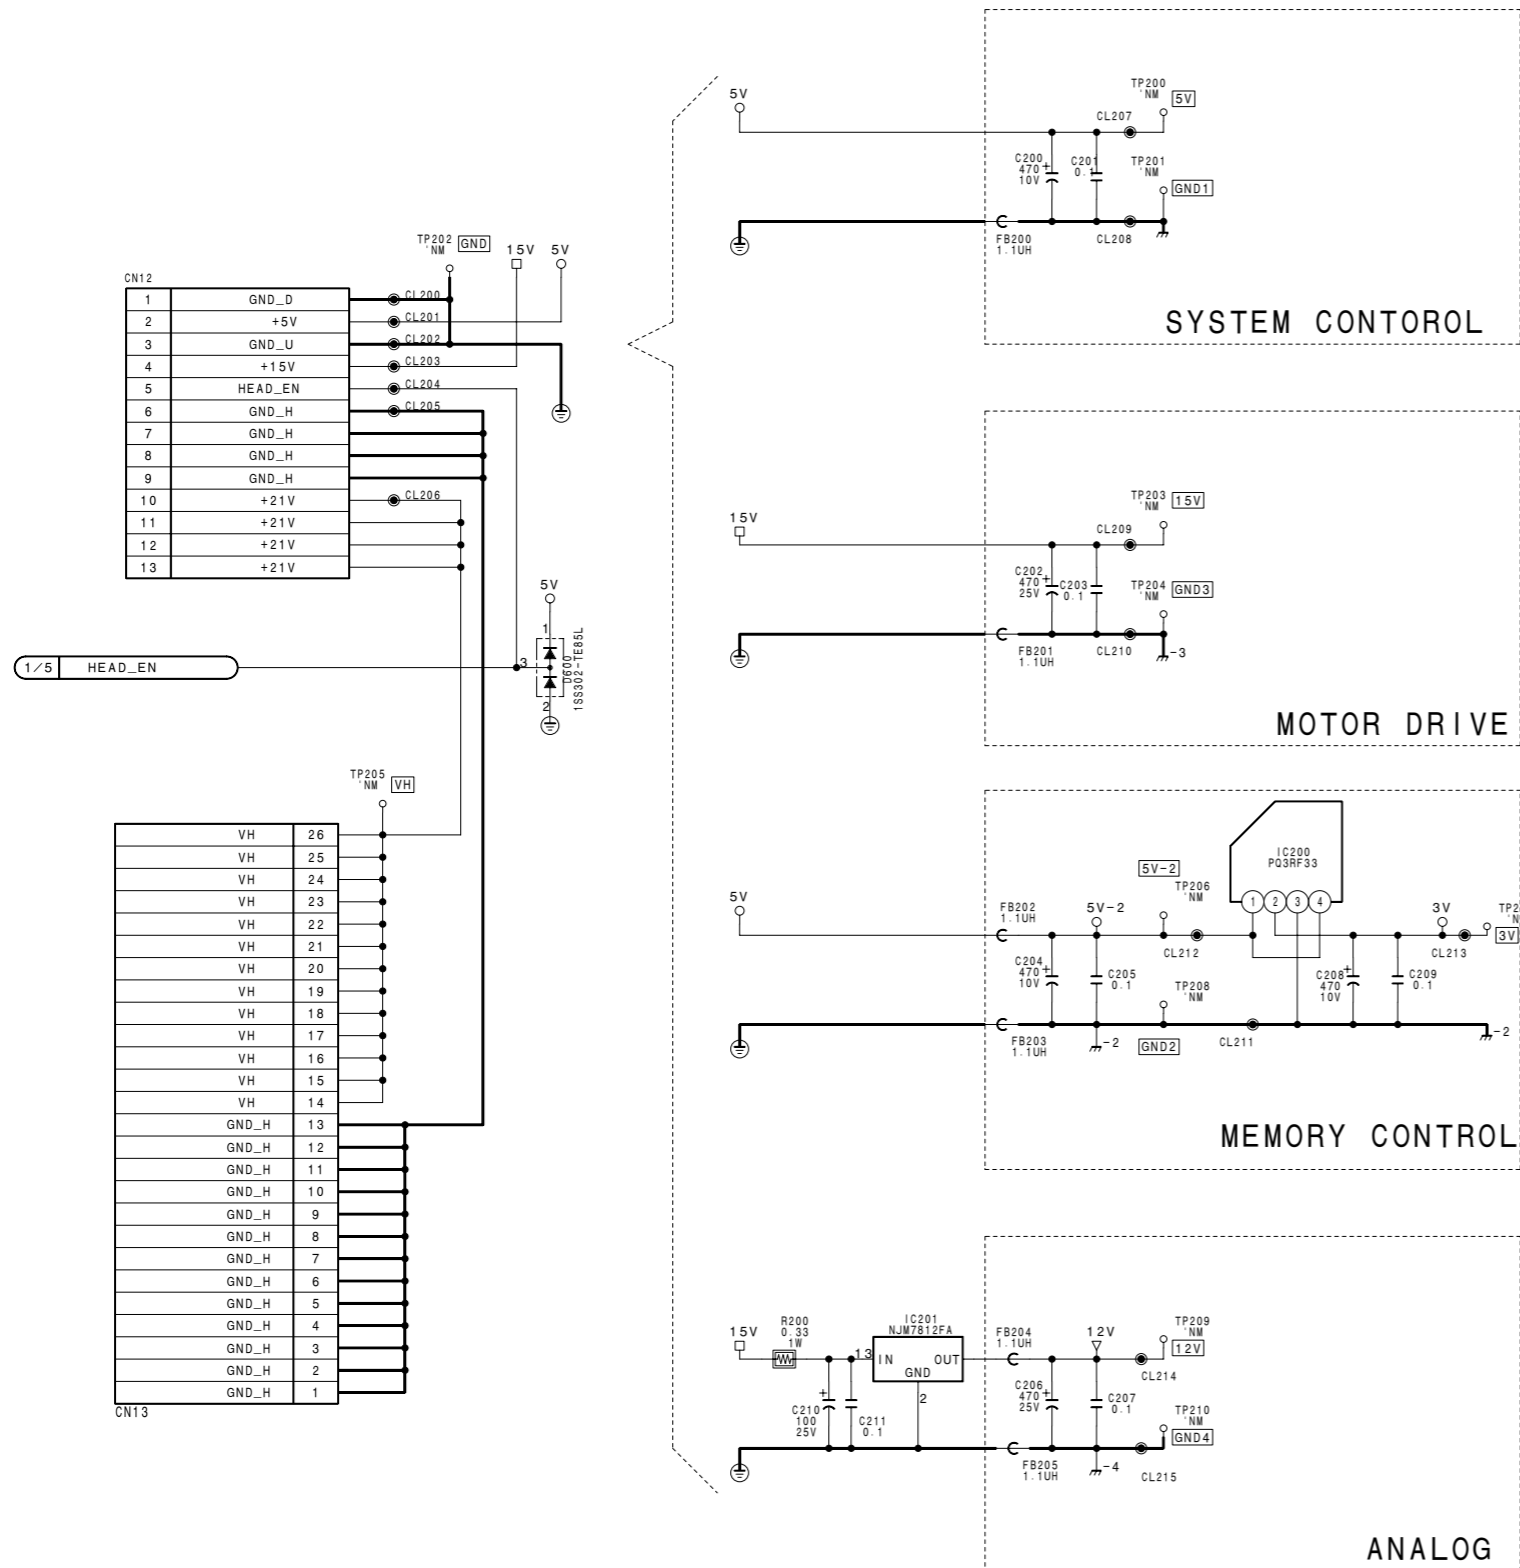 TP202
'NM GND
15V 5V
CN12
1 GND_D CL200
2 +5V CL201
3 GND_U CL202
4 +15V CL203
5 HEAD_EN CL204
6 GND_H CL205
7 GND_H
8 GND_H
9 GND_H
10 +21V CL206
11 +21V
12 +21V
13 +21V
5V
1
3
2
D600
1SS302-TE85L
1/5 HEAD_EN
TP205
'NM VH
VH 26
VH 25
VH 24
VH 23
VH 22
VH 21
VH 20
VH 19
VH 18
VH 17
VH 16
VH 15
VH 14
GND_H 13
GND_H 12
GND_H 11
GND_H 10
GND_H 9
GND_H 8
GND_H 7
GND_H 6
GND_H 5
GND_H 4
GND_H 3
GND_H 2
GND_H 1
CN13
5V
TP200
'NM 5V
CL207
C200
470
10V
+
C201
0.1
TP201
'NM
GND1
FB200
1.1UH
CL208
SYSTEM CONTOROL
15V
TP203
'NM 15V
CL209
C202
470
25V
+
C203
0.1
TP204
'NM GND3
FB201
1.1UH
CL210
-3
MOTOR DRIVE
5V
FB202
1.1UH
5V-2
5V-2
TP206
'NM
CL212
IC200
PQ3RF33
1 2 3 4
3V
3V
CL213
C204
470
10V
+
C205
0.1
TP208
'NM
C208
470
10V
+
C209
0.1
FB203
1.1UH
-2
GND2
CL211
-2
MEMORY CONTROL
15V
R200
0.33
1W
IC201
NJM7812FA
13 IN OUT
GND
2
FB204
1.1UH
12V
TP209
'NM
12V
CL214
C210
100
25V
+
C211
0.1
C206
470
25V
+
C207
0.1
TP210
'NM
GND4
FB205
1.1UH
-4
CL215
ANALOG